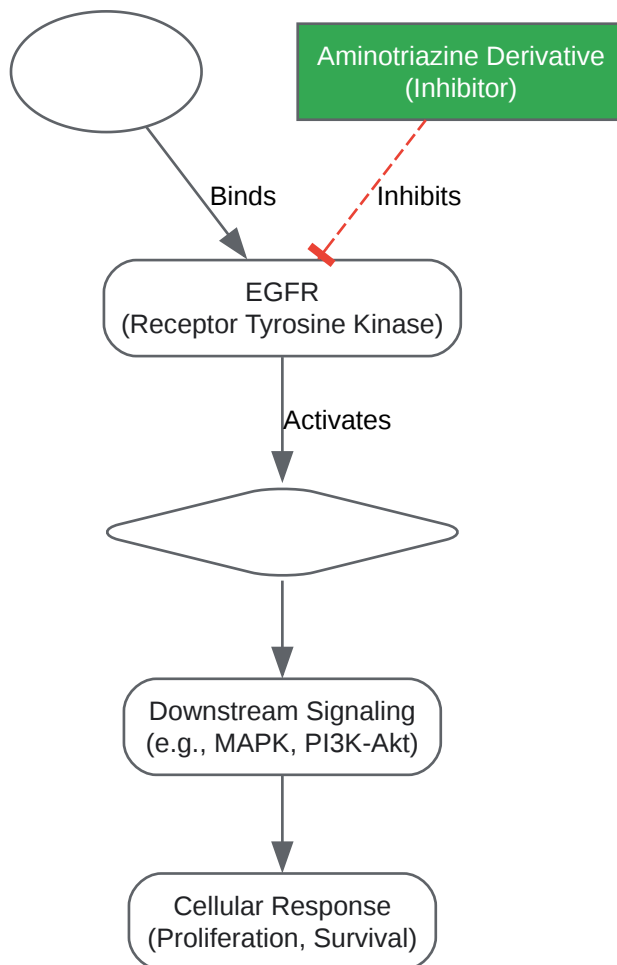 Aminotriazine Derivative
(Inhibitor)
Binds
Inhibits
EGFR
(Receptor Tyrosine Kinase)
Activates
Downstream Signaling
(e.g., MAPK, PI3K-Akt)
Cellular Response
(Proliferation, Survival)